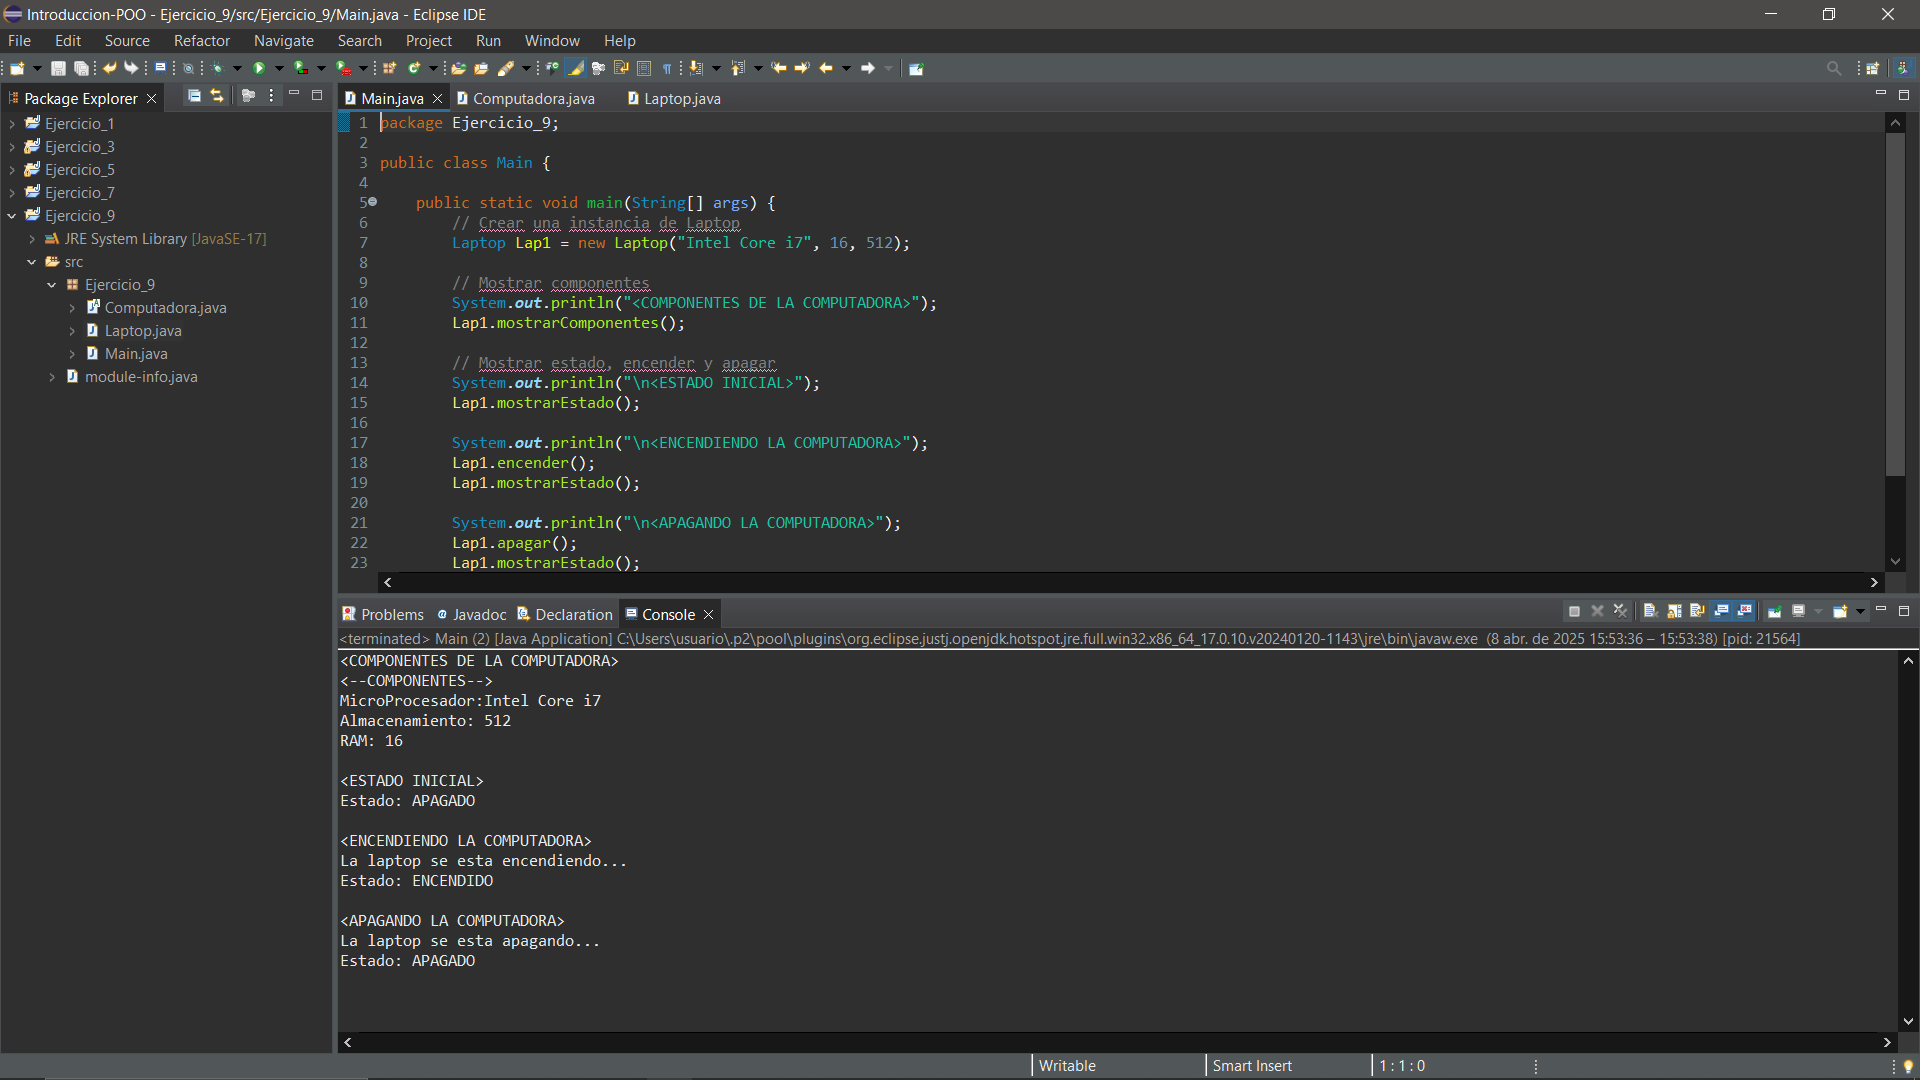 Introduccion-POO - Ejercicio_9/src/Ejercicio_9/Main.java - Eclipse IDE
File Edit Source Refactor Navigate Search Project Run Window Help
Package Explorer
Ejercicio_1
Ejercicio_3
Ejercicio_5
Ejercicio_7
Ejercicio_9
JRE System Library [JavaSE-17]
src
Ejercicio_9
Computadora.java
Laptop.java
Main.java
module-info.java
Main.java Computadora.java Laptop.java
1 package Ejercicio_9;
2
3 public class Main {
4
5 public static void main(String[] args) {
6 // Crear una instancia de Laptop
7 Laptop Lap1 = new Laptop("Intel Core i7", 16, 512);
8
9 // Mostrar componentes
10 System.out.println("<COMPONENTES DE LA COMPUTADORA>");
11 Lap1.mostrarComponentes();
12
13 // Mostrar estado, encender y apagar
14 System.out.println("\n<ESTADO INICIAL>");
15 Lap1.mostrarEstado();
16
17 System.out.println("\n<ENCENDIENDO LA COMPUTADORA>");
18 Lap1.encender();
19 Lap1.mostrarEstado();
20
21 System.out.println("\n<APAGANDO LA COMPUTADORA>");
22 Lap1.apagar();
23 Lap1.mostrarEstado();
Problems Javadoc Declaration Console
<terminated> Main (2) [Java Application] C:\Users\usuario\.p2\pool\plugins\org.eclipse.justj.openjdk.hotspot.jre.full.win32.x86_64_17.0.10.v20240120-1143\jre\bin\javaw.exe (8 abr. de 2025 15:53:36 – 15:53:38) [pid: 21564]
<COMPONENTES DE LA COMPUTADORA>
<--COMPONENTES-->
MicroProcesador:Intel Core i7
Almacenamiento: 512
RAM: 16
<ESTADO INICIAL>
Estado: APAGADO
<ENCENDIENDO LA COMPUTADORA>
La laptop se esta encendiendo...
Estado: ENCENDIDO
<APAGANDO LA COMPUTADORA>
La laptop se esta apagando...
Estado: APAGADO
Writable Smart Insert 1 : 1 : 0